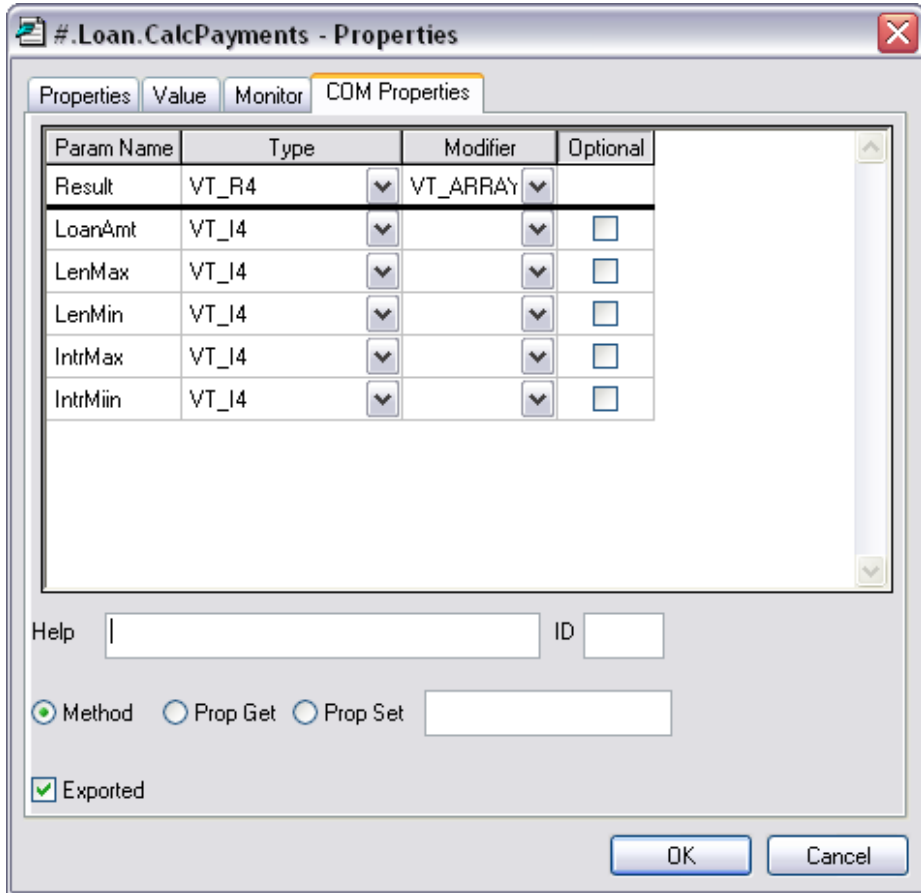 #.Loan.CalcPayments - Properties
Properties Value Monitor COM Properties
Param Name Type Modifier Optional
Result VT_R4 VT_ARRAY
LoanAmt VT_I4
LenMax VT_I4
LenMin VT_I4
IntrMax VT_I4
IntrMiin VT_I4
Help ID
Method Prop Get Prop Set
Exported
OK Cancel